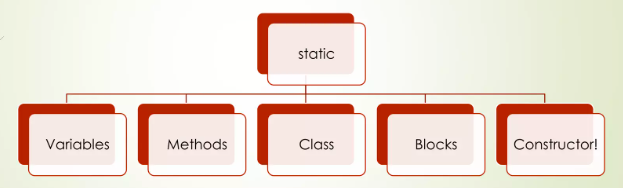 static
Variables
Methods
Class
Blocks
Constructor!